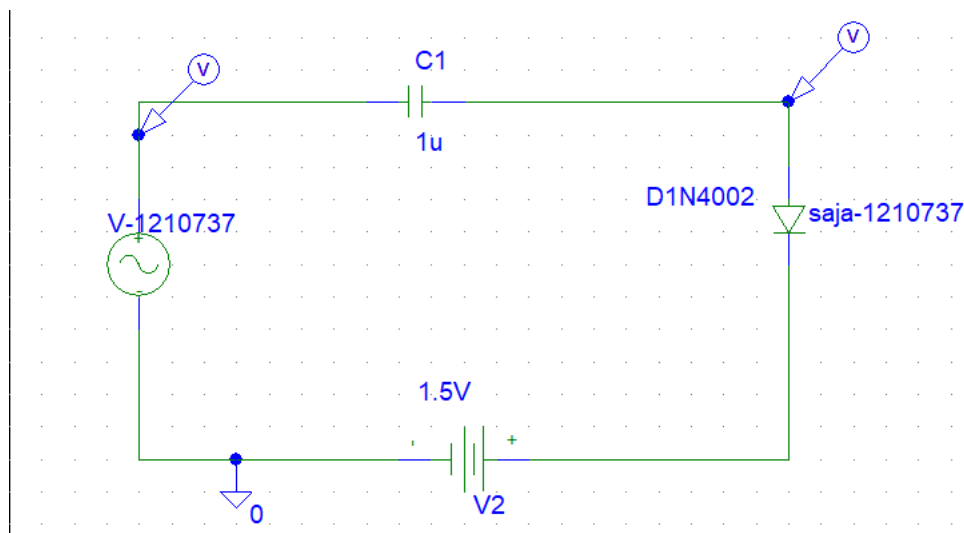 V
V
C1
1u
V-1210737
+
-
D1N4002
saja-1210737
1.5V
- +
V2
0